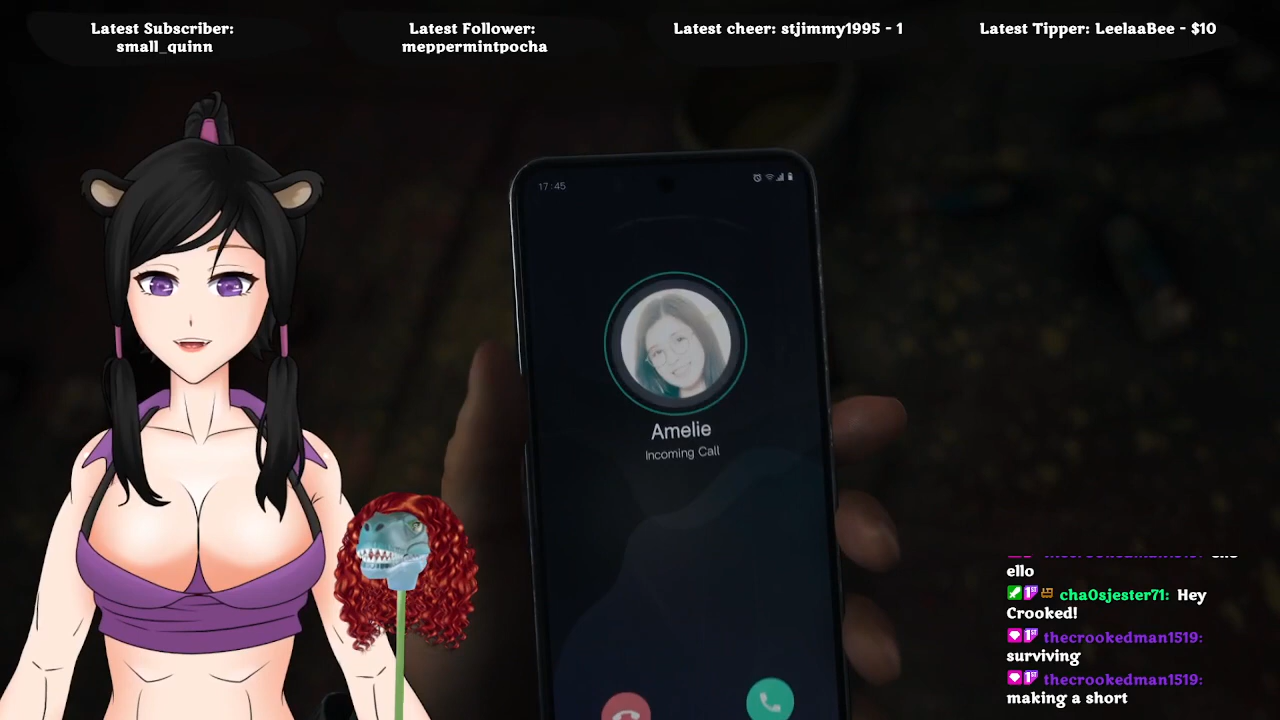 Latest Subscriber:
small_quinn
Latest Follower:
meppermintpocha
Latest cheer: stjimmy1995 - 1
Latest Tipper: LeelaaBee - $10
17:45
Amelie
Incoming Call
ello
cha0sjester71: Hey
Crooked!
thecrookedman1519:
surviving
thecrookedman1519:
making a short